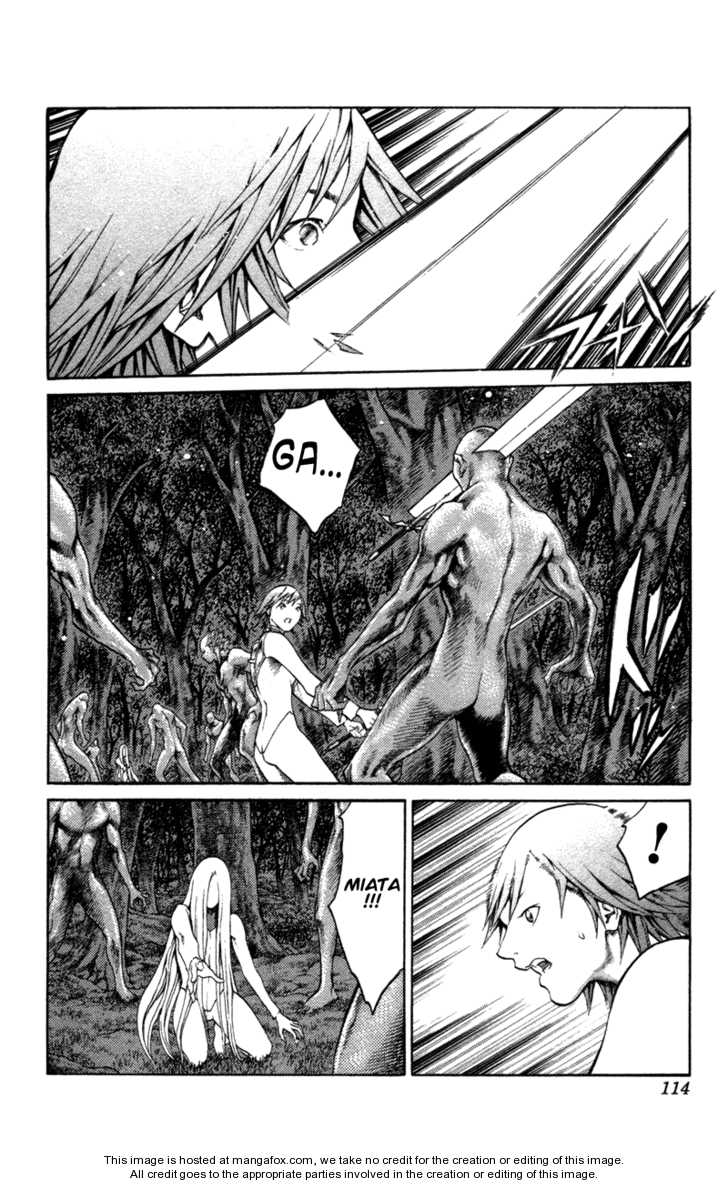 GA...
!
MIATA
!!!
114
This image is hosted at mangafox.com, we take no credit for the creation or editing of this image.
All credit goes to the appropriate parties involved in the creation or editing of this image.